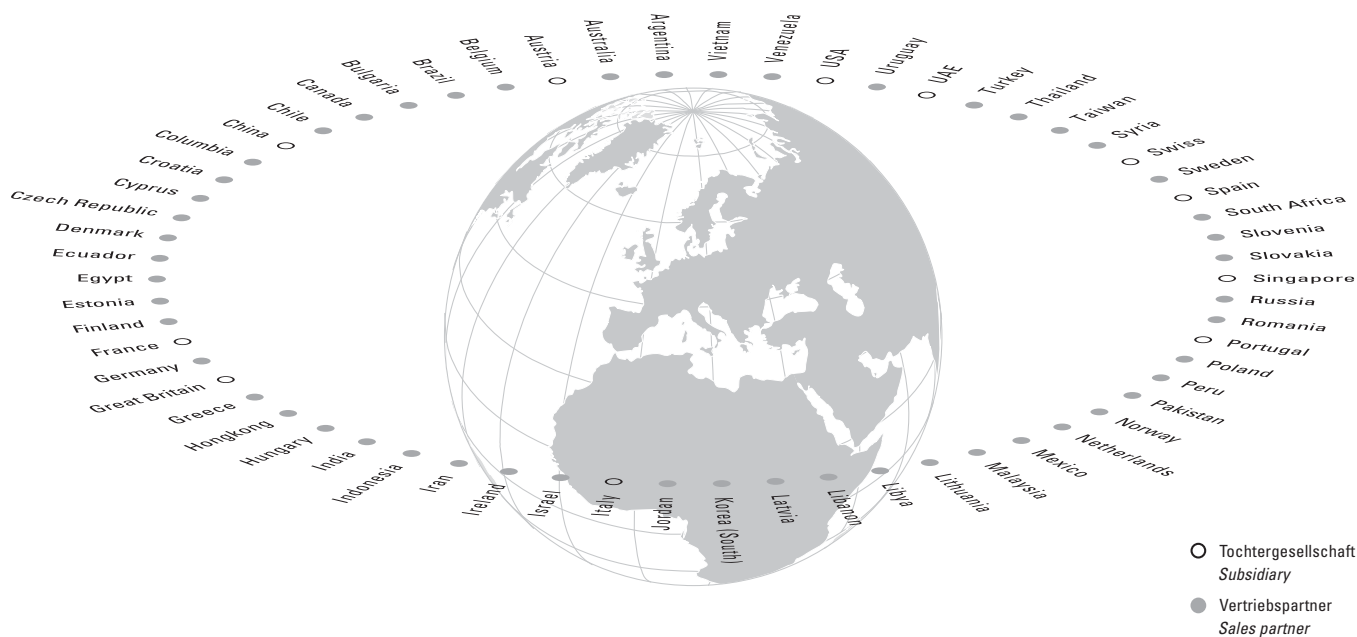 Argentina
Australia
Austria
Belgium
Brazil
Bulgaria
Canada
Chile
China
Columbia
Croatia
Cyprus
Czech Republic
Denmark
Ecuador
Egypt
Estonia
Finland
France
Germany
Great Britain
Greece
Hongkong
Hungary
India
Indonesia
Iran
Ireland
Israel
Italy
Jordan
Korea (South)
Latvia
Libanon
Libya
Lithuania
Malaysia
Mexico
Netherlands
Norway
Pakistan
Peru
Poland
Portugal
Romania
Russia
Singapore
Slovakia
Slovenia
South Africa
Spain
Sweden
Swiss
Syria
Taiwan
Thailand
Turkey
UAE
Uruguay
USA
Venezuela
Vietnam
Tochtergesellschaft
Subsidiary
Vertriebspartner
Sales partner